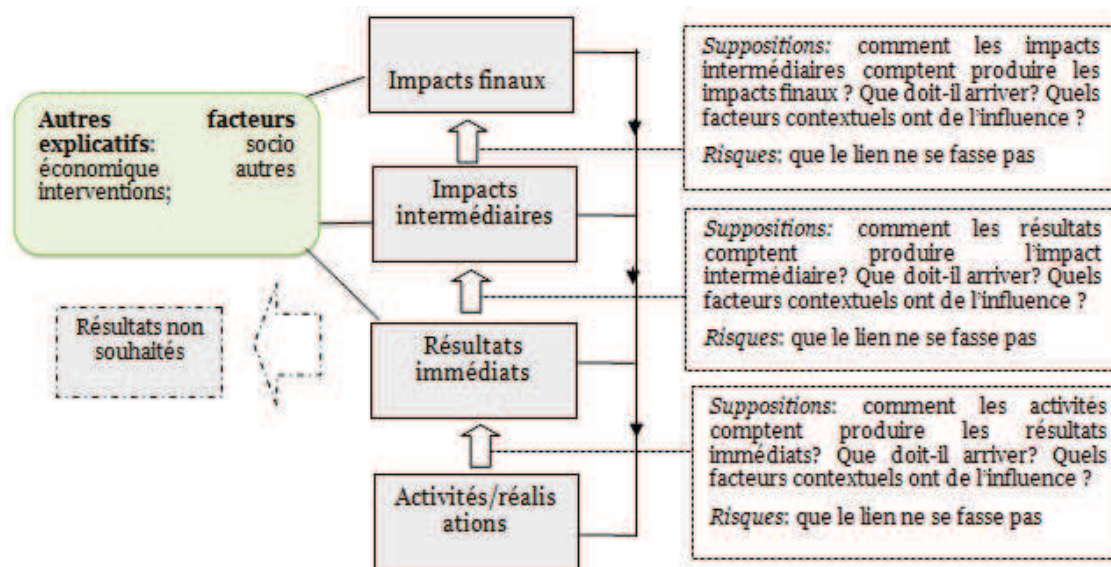 Impacts finaux
Autres facteurs
explicatifs: socio
économique autres
interventions;
Impacts
intermédiaires
Résultats non
souhaités
Résultats
immédiats
Activités/réalis
ations
Suppositions: comment les impacts
intermédiaires comptent produire les
impacts finaux ? Que doit-il arriver? Quels
facteurs contextuels ont de l'influence ?
Risques: que le lien ne se fasse pas
Suppositions: comment les résultats
comptent produire l'impact
intermédiaire? Que doit-il arriver? Quels
facteurs contextuels ont de l'influence ?
Risques: que le lien ne se fasse pas
Suppositions: comment les activités
comptent produire les résultats
immédiats? Que doit-il arriver? Quels
facteurs contextuels ont de l'influence ?
Risques: que le lien ne se fasse pas